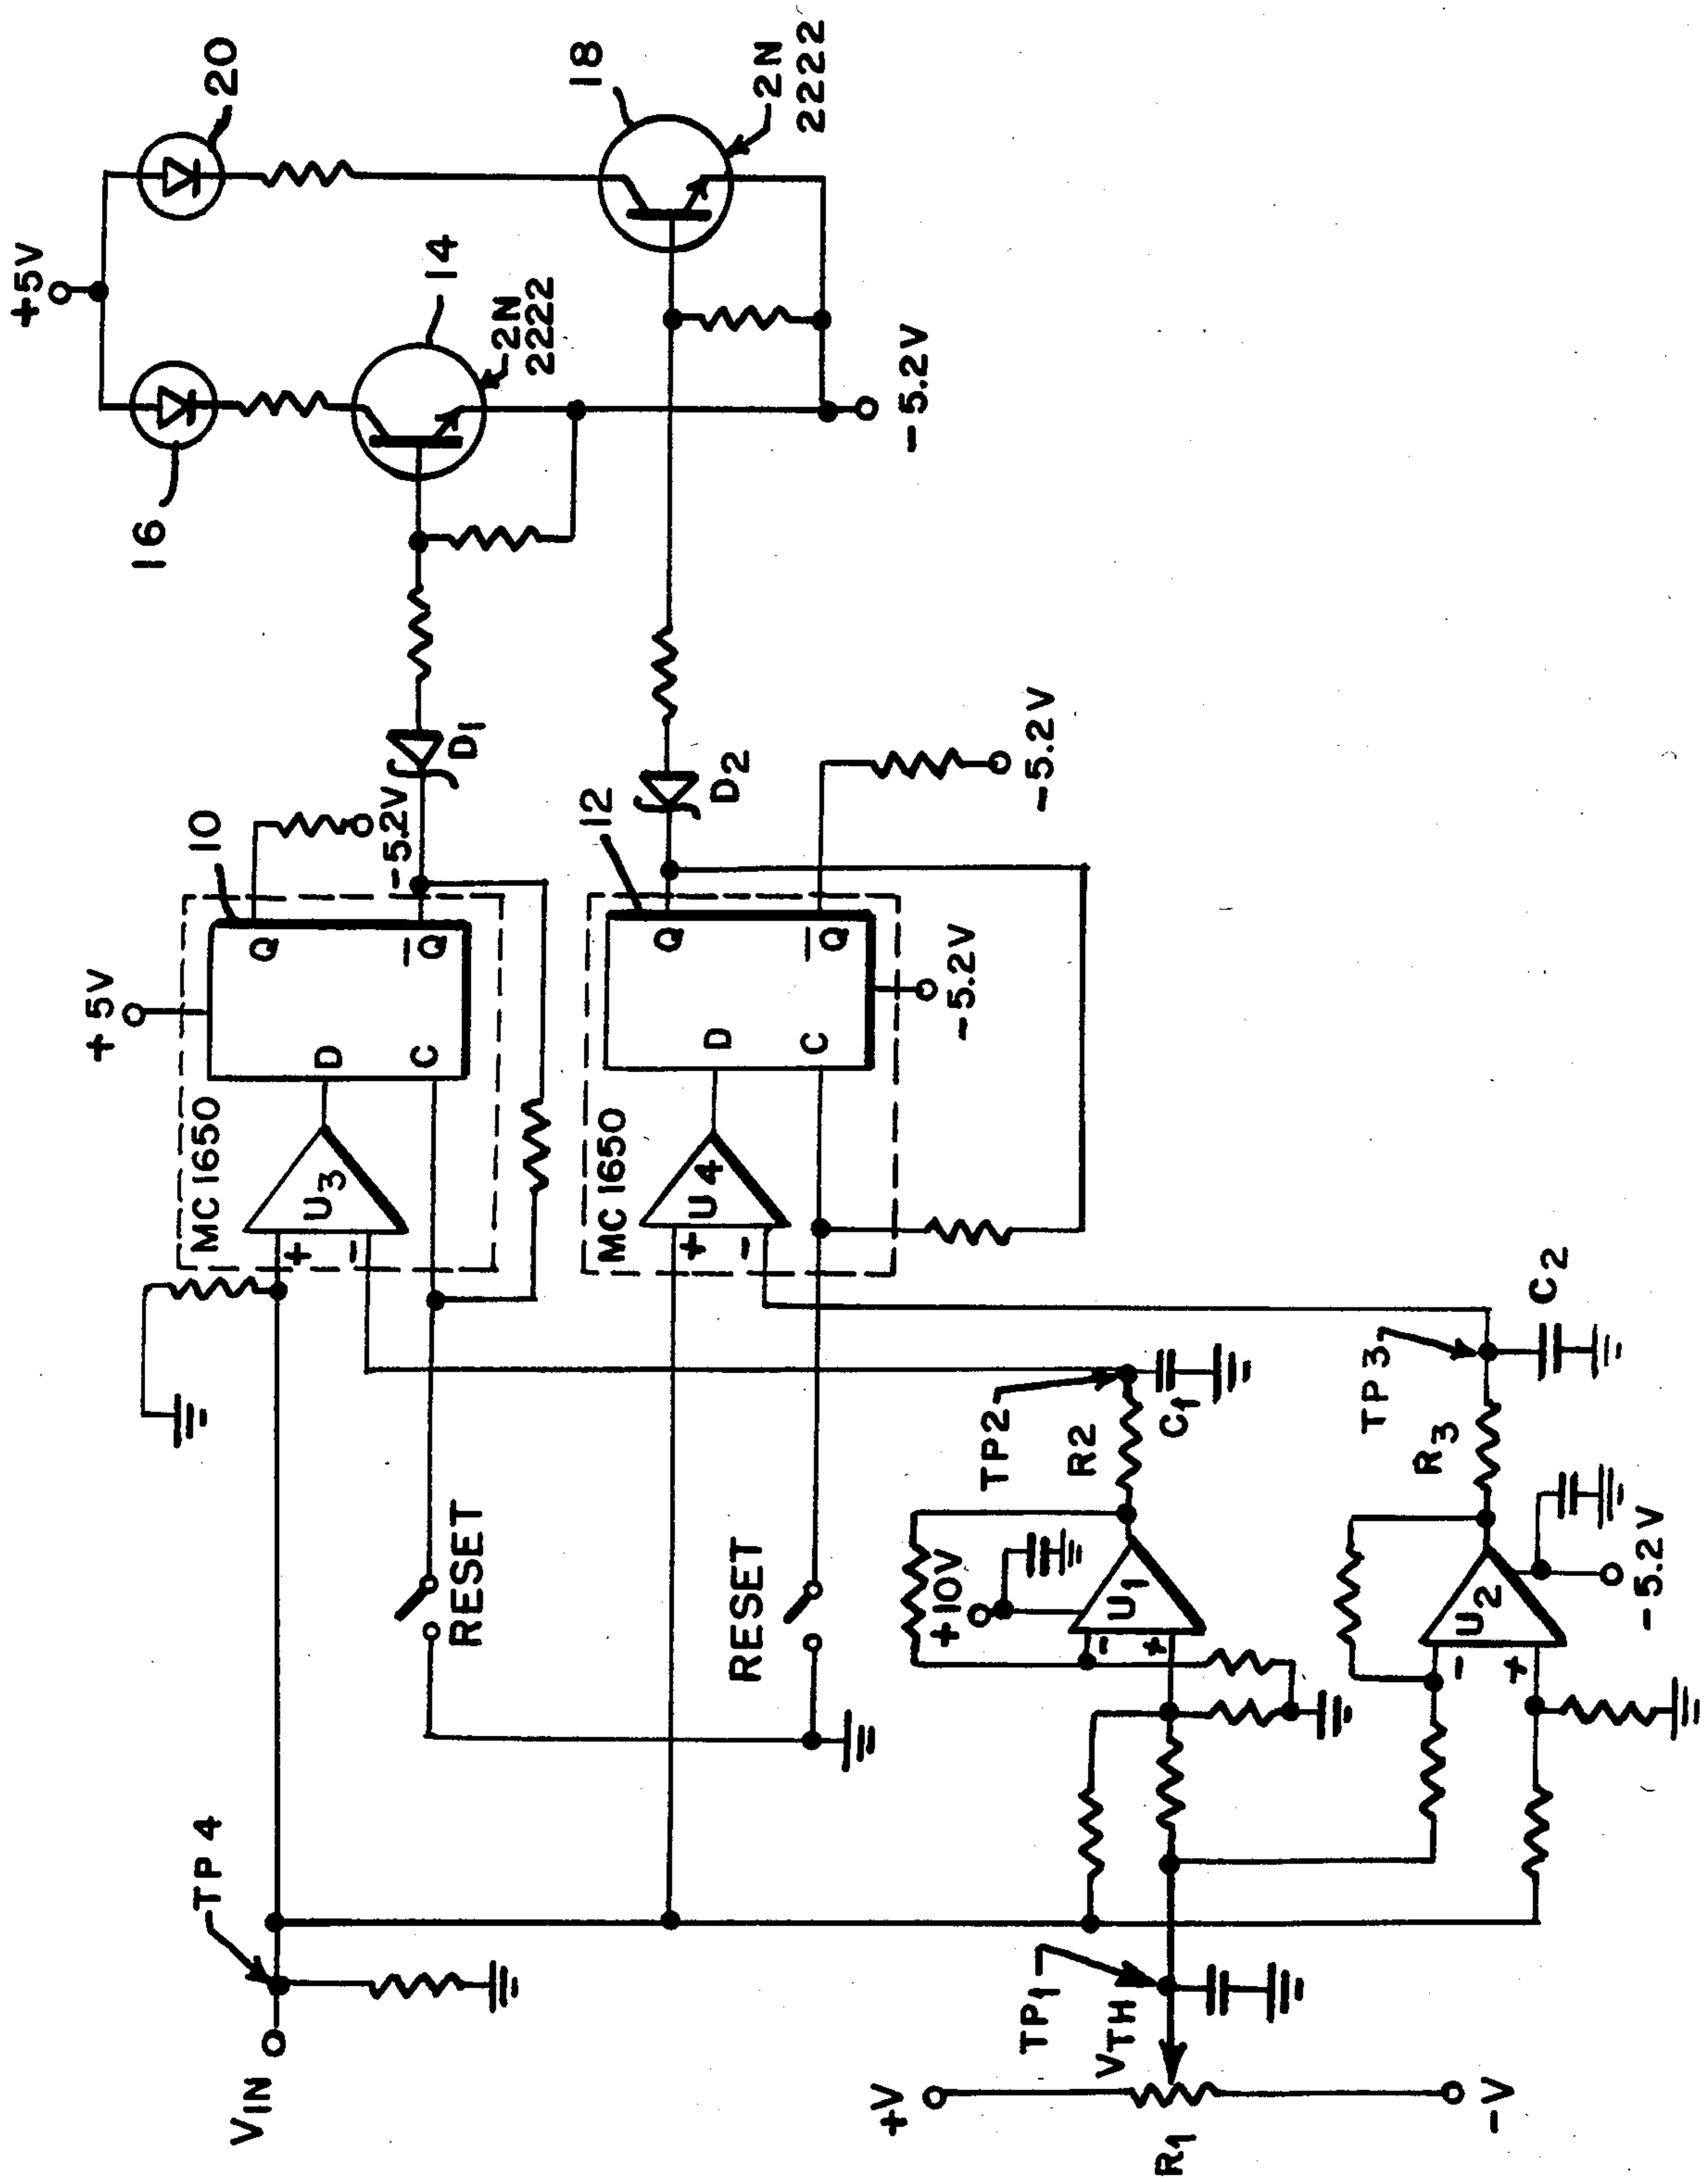 +5V
20
16
14
2N
2222
18
2N
2222
-5.2V
D1
D2
+5V
10
-5.2V
MC1650
Q
Q
D
C
U3
+
-
12
MC1650
Q
Q
D
C
U4
+
-
-5.2V
-5.2V
TP4
VIN
RESET
RESET
TP2
R2
C1
+10V
U1
-
+
TP3
C2
R3
U2
-
+
-5.2V
TP1
VTH
+V
-V
R1